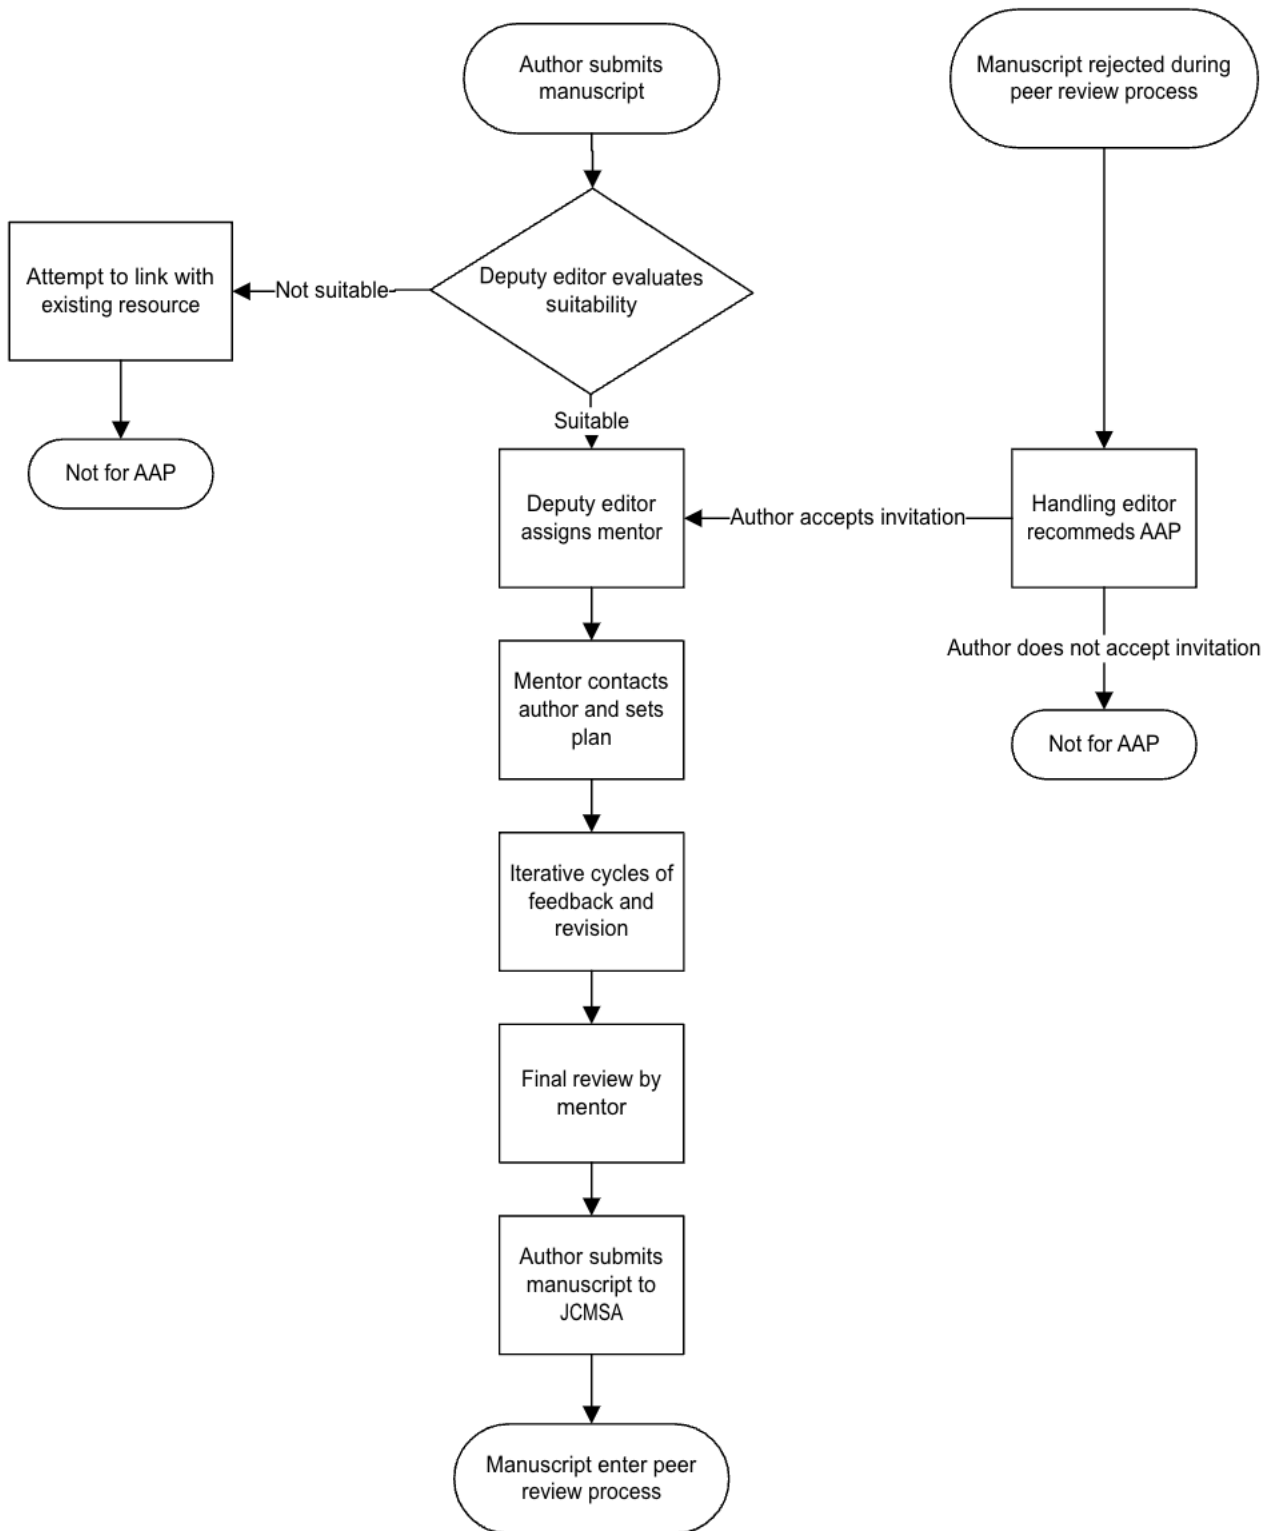 Author submits
manuscript
Manuscript rejected during
peer review process
Deputy editor evaluates
suitability
Not suitable
Attempt to link with
existing resource
Not for AAP
Suitable
Deputy editor
assigns mentor
Author accepts invitation
Handling editor
recommeds AAP
Author does not accept invitation
Not for AAP
Mentor contacts
author and sets
plan
Iterative cycles of
feedback and
revision
Final review by
mentor
Author submits
manuscript to
JCMSA
Manuscript enter peer
review process